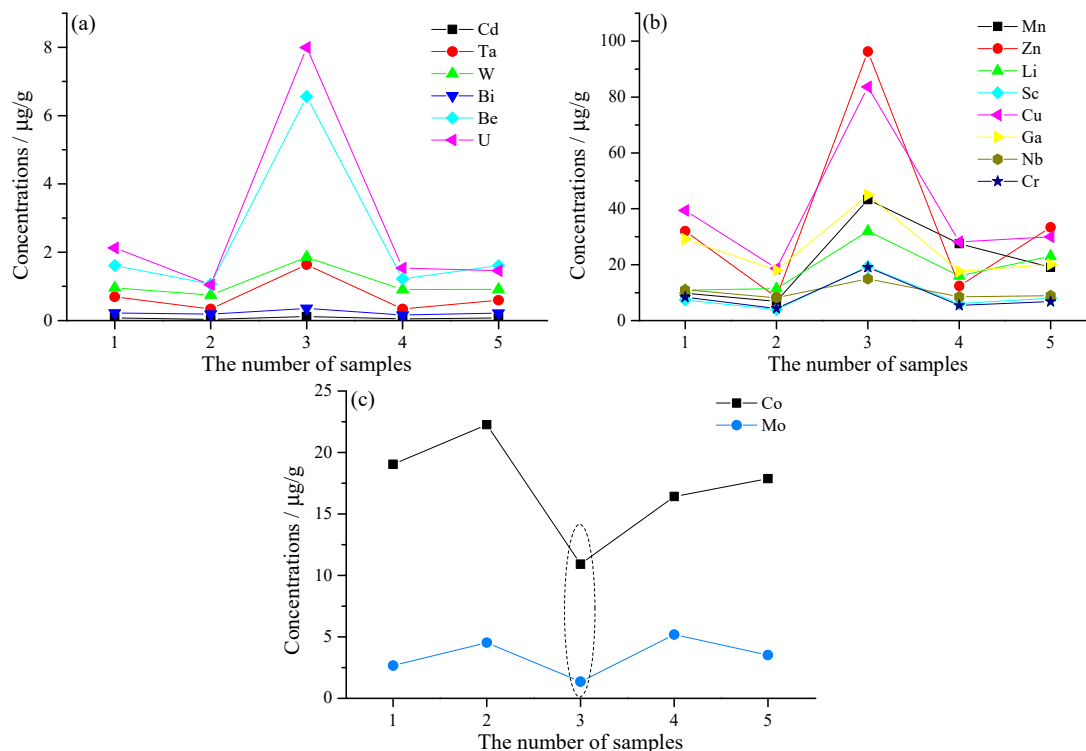 (a)
Cd
Ta
W
Bi
Be
U
8
6
4
2
0
Concentrations / μg/g
1 2 3 4 5
The number of samples
(b)
Mn
Zn
Li
Sc
Cu
Ga
Nb
Cr
100
80
60
40
20
0
Concentrations / μg/g
1 2 3 4 5
The number of samples
(c)
Co
Mo
25
20
15
10
5
0
Concentrations / μg/g
1 2 3 4 5
The number of samples